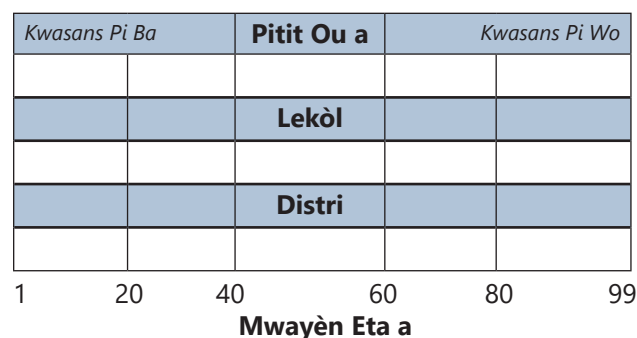 Kwasans Pi Ba Pitit Ou a Kwasans Pi Wo
Lekòl
Distri
1 20 40 60 80 99
Mwayèn Eta a